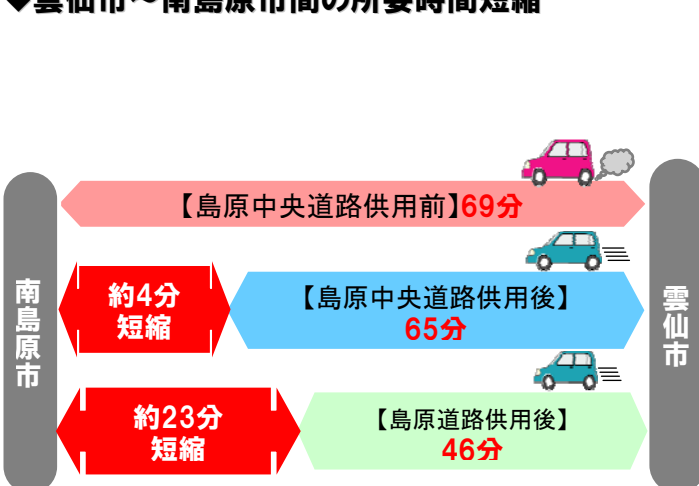 ◆雲仙市～南島原市間の所要時間短縮
【島原中央道路供用前】69分
南島原市
約4分
短縮
【島原中央道路供用後】
65分
雲仙市
約23分
短縮
【島原道路供用後】
46分